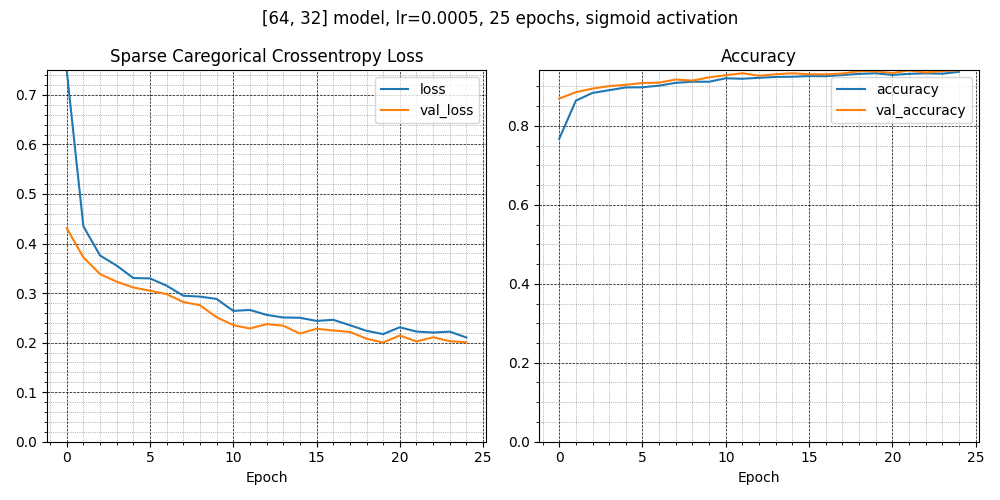 [64, 32] model, lr=0.0005, 25 epochs, sigmoid activation
Sparse Caregorical Crossentropy Loss
loss
val_loss
0.7
0.6
0.5
0.4
0.3
0.2
0.1
0.0
0 5 10 15 20 25
Epoch
Accuracy
accuracy
val_accuracy
0.8
0.6
0.4
0.2
0.0
0 5 10 15 20 25
Epoch